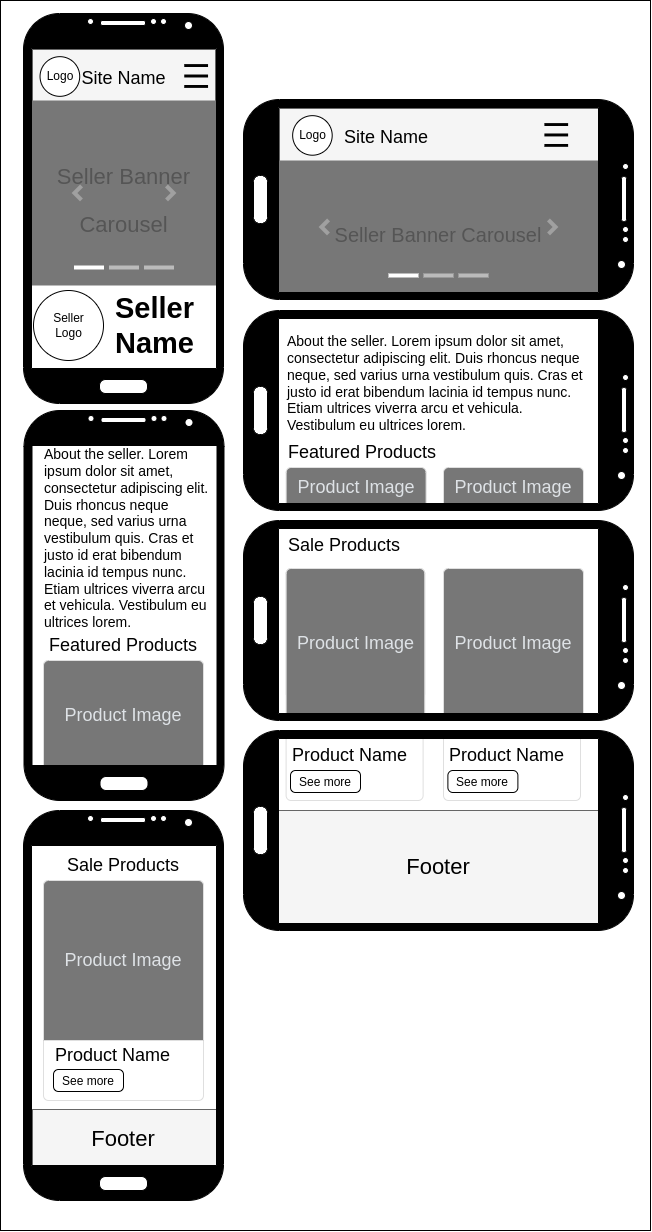 Logo Site Name
Seller Banner
Carousel
Seller
Logo
Seller
Name
About the seller. Lorem
ipsum dolor sit amet,
consectetur adipiscing elit.
Duis rhoncus neque
neque, sed varius urna
vestibulum quis. Cras et
justo id erat bibendum
lacinia id tempus nunc.
Etiam ultrices viverra arcu
et vehicula. Vestibulum eu
ultrices lorem.
Featured Products
Product Image
Sale Products
Product Image
Product Name
See more
Footer
Logo Site Name
Seller Banner Carousel
About the seller. Lorem ipsum dolor sit amet,
consectetur adipiscing elit. Duis rhoncus neque
neque, sed varius urna vestibulum quis. Cras et
justo id erat bibendum lacinia id tempus nunc.
Etiam ultrices viverra arcu et vehicula.
Vestibulum eu ultrices lorem.
Featured Products
Product Image Product Image
Sale Products
Product Image Product Image
Product Name Product Name
See more See more
Footer